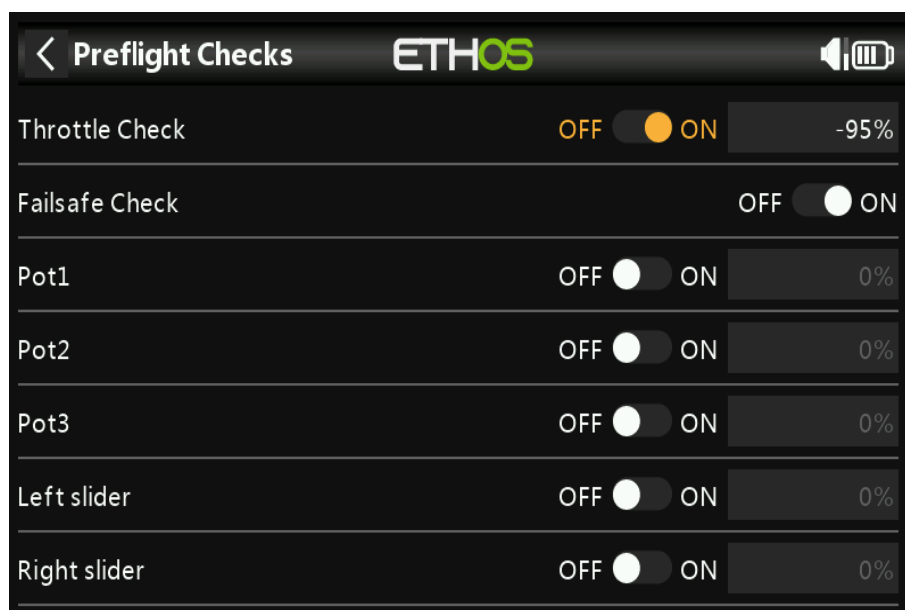 Preflight Checks ETHOS
Throttle Check OFF ON -95%
Failsafe Check OFF ON
Pot1 OFF ON 0%
Pot2 OFF ON 0%
Pot3 OFF ON 0%
Left slider OFF ON 0%
Right slider OFF ON 0%